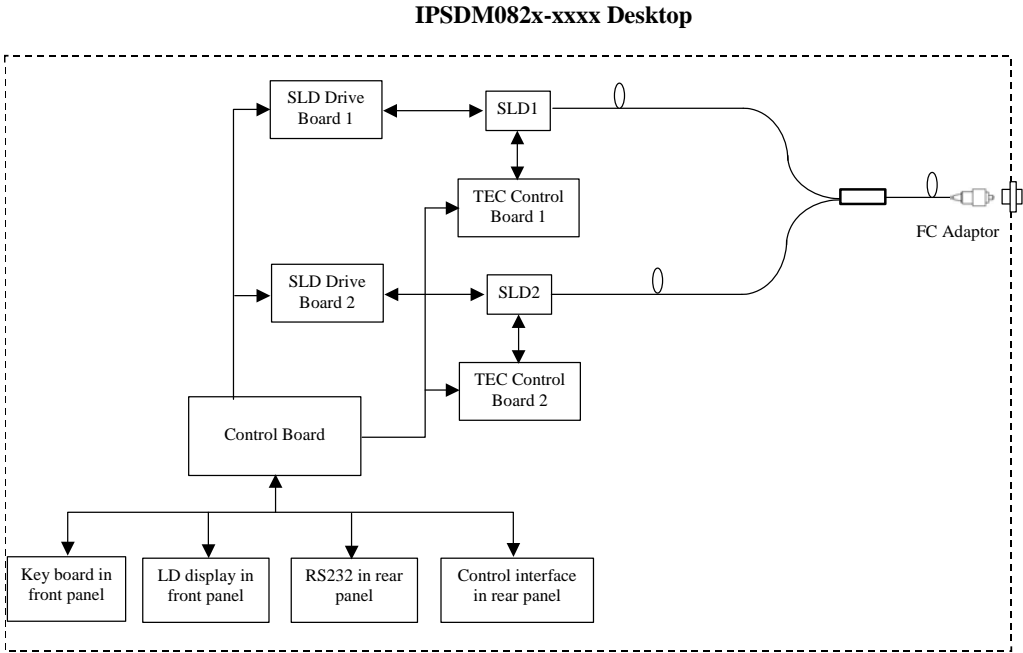 IPSDM082x-xxxx Desktop
SLD Drive
Board 1
SLD1
TEC Control
Board 1
FC Adaptor
SLD Drive
Board 2
SLD2
TEC Control
Board 2
Control Board
Key board in
front panel
LD display in
front panel
RS232 in rear
panel
Control interface
in rear panel